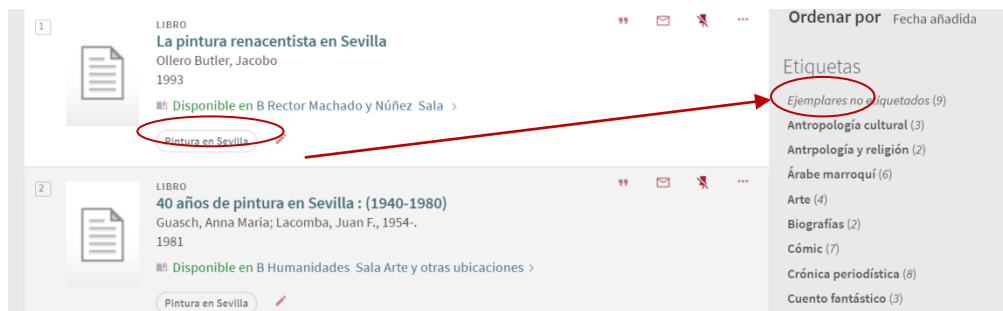 1
LIBRO
La pintura renacentista en Sevilla
Ollero Butler, Jacobo
1993
Disponible en B Rector Machado y Núñez Sala >
Pintura en Sevilla
2
LIBRO
40 años de pintura en Sevilla : (1940-1980)
Guasch, Anna Maria; Lacomba, Juan F., 1954-.
1981
Disponible en B Humanidades Sala Arte y otras ubicaciones >
Pintura en Sevilla
Ordenar por Fecha añadida
Etiquetas
Ejemplares no etiquetados (9)
Antropología cultural (3)
Antrpología y religión (2)
Árabe marroquí (6)
Arte (4)
Biografías (2)
Cómic (7)
Crónica periodística (8)
Cuento fantástico (3)